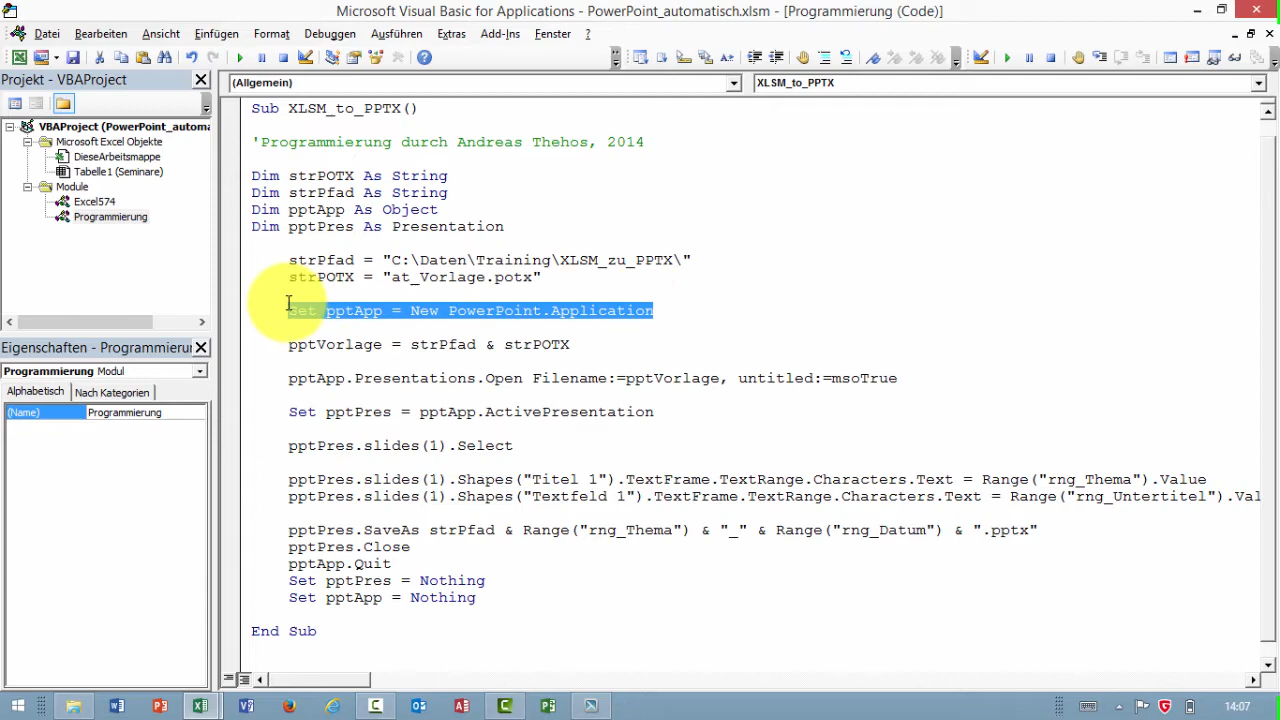 Microsoft Visual Basic for Applications - PowerPoint_automatisch.xlsm - [Programmierung (Code)]
Datei Bearbeiten Ansicht Einfügen Format Debuggen Ausführen Extras Add-Ins Fenster ?
Projekt - VBAProject
(Allgemein)
XLSM_to_PPTX
VBAProject (PowerPoint_automa
Microsoft Excel Objekte
DieseArbeitsmappe
Tabelle1 (Seminare)
Module
Excel574
Programmierung
Eigenschaften - Programmierur
Programmierung Modul
Alphabetisch Nach Kategorien
(Name) Programmierung
Sub XLSM_to_PPTX()
'Programmierung durch Andreas Thehos, 2014
Dim strPOTX As String
Dim strPfad As String
Dim pptApp As Object
Dim pptPres As Presentation
strPfad = "C:\Daten\Training\XLSM_zu_PPTX\"
strPOTX = "at_Vorlage.potx"
Set pptApp = New PowerPoint.Application
pptVorlage = strPfad & strPOTX
pptApp.Presentations.Open Filename:=pptVorlage, untitled:=msoTrue
Set pptPres = pptApp.ActivePresentation
pptPres.slides(1).Select
pptPres.slides(1).Shapes("Titel 1").TextFrame.TextRange.Characters.Text = Range("rng_Thema").Value
pptPres.slides(1).Shapes("Textfeld 1").TextFrame.TextRange.Characters.Text = Range("rng_Untertitel").Val
pptPres.SaveAs strPfad & Range("rng_Thema") & "_" & Range("rng_Datum") & ".pptx"
pptPres.Close
pptApp.Quit
Set pptPres = Nothing
Set pptApp = Nothing
End Sub
14:07